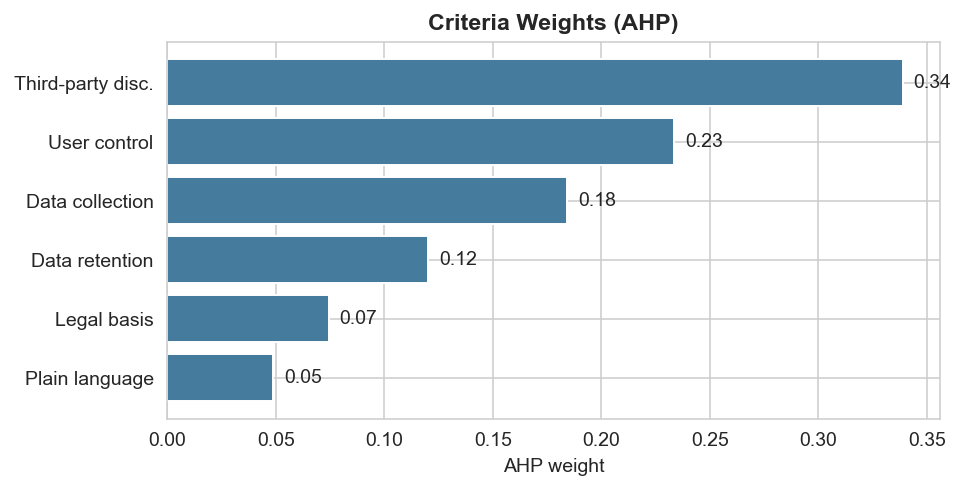 Criteria Weights (AHP)
Third-party disc. 0.34
User control 0.23
Data collection 0.18
Data retention 0.12
Legal basis 0.07
Plain language 0.05
0.00 0.05 0.10 0.15 0.20 0.25 0.30 0.35
AHP weight